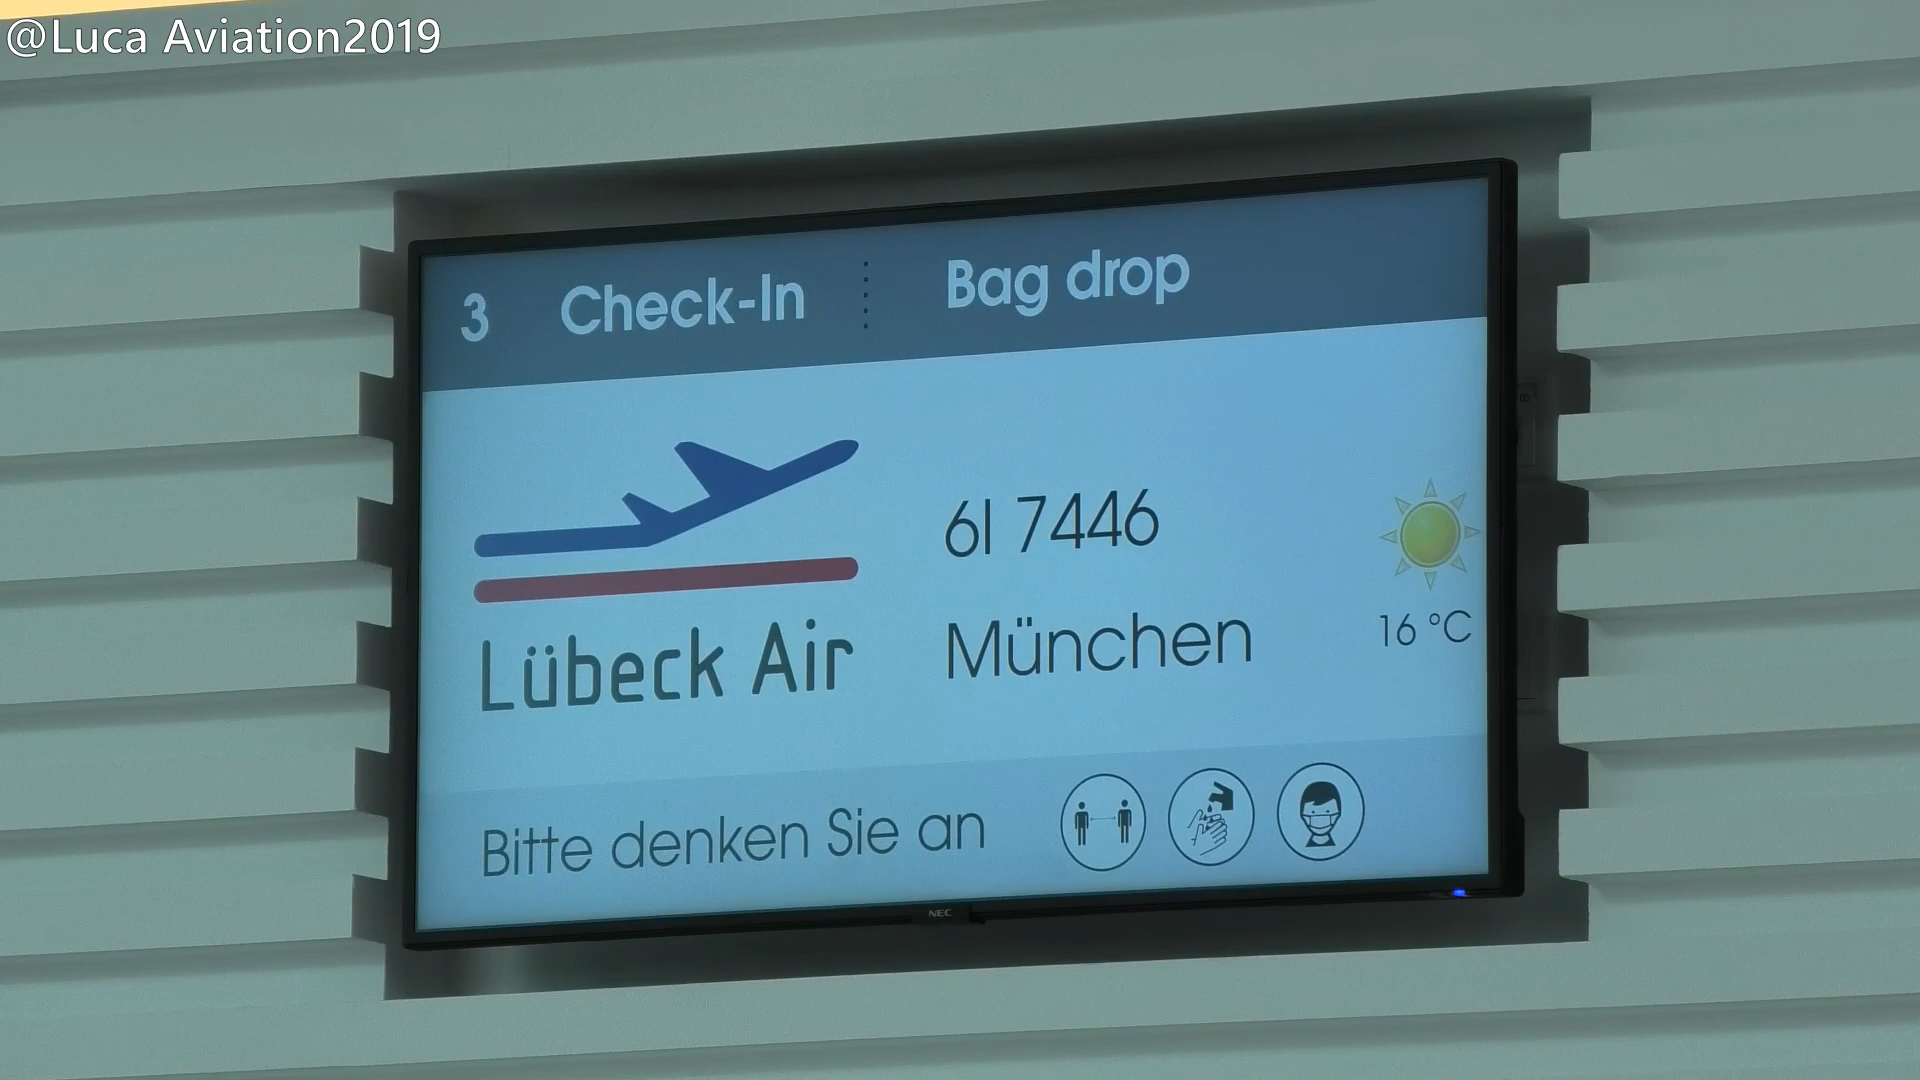 @Luca Aviation2019
3 Check-In Bag drop
6I 7446
München
16 °C
Lübeck Air
Bitte denken Sie an
NEC